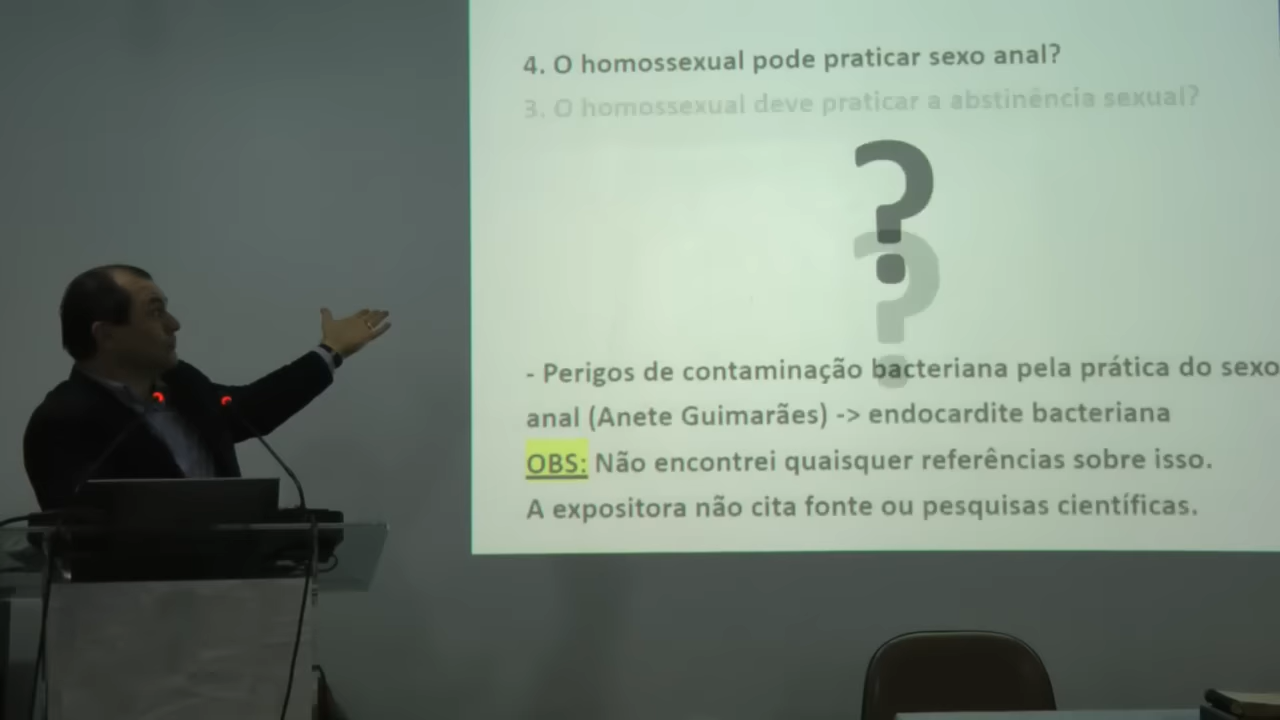 4. O homossexual pode praticar sexo anal?
3. O homossexual deve praticar a abstinência sexual?
?
?
- Perigos de contaminação bacteriana pela prática do sexo
anal (Anete Guimarães) -> endocardite bacteriana
OBS: Não encontrei quaisquer referências sobre isso.
A expositora não cita fonte ou pesquisas científicas.